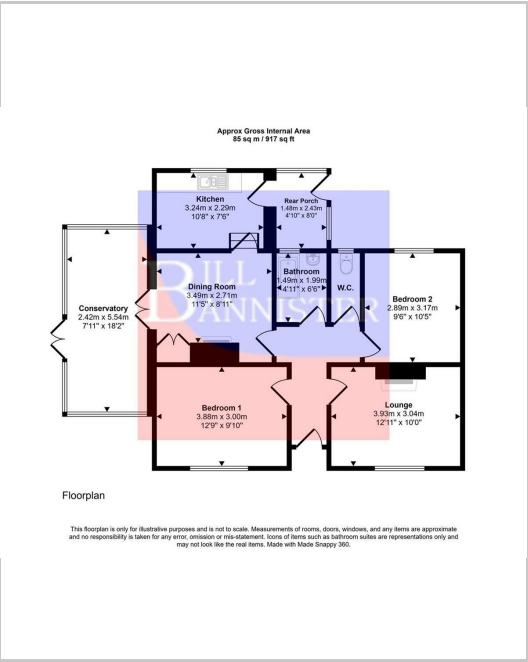 Approx Gross Internal Area
85 sq m / 917 sq ft
Kitchen
3.24m x 2.29m
10'8" x 7'6"
Rear Porch
1.48m x 2.43m
4'10" x 8'0"
Conservatory
2.42m x 5.54m
7'11" x 18'2"
Dining Room
3.49m x 2.71m
11'5" x 8'11"
Bathroom
1.49m x 1.99m
4'11" x 6'6"
W.C.
Bedroom 2
2.89m x 3.17m
9'6" x 10'5"
BILL
BANNISTER
Bedroom 1
3.88m x 3.00m
12'9" x 9'10"
Lounge
3.93m x 3.04m
12'11" x 10'0"
Floorplan
This floorplan is only for illustrative purposes and is not to scale. Measurements of rooms, doors, windows, and any items are approximate
and no responsibility is taken for any error, omission or mis-statement. Icons of items such as bathroom suites are representations only and
may not look like the real items. Made with Made Snappy 360.